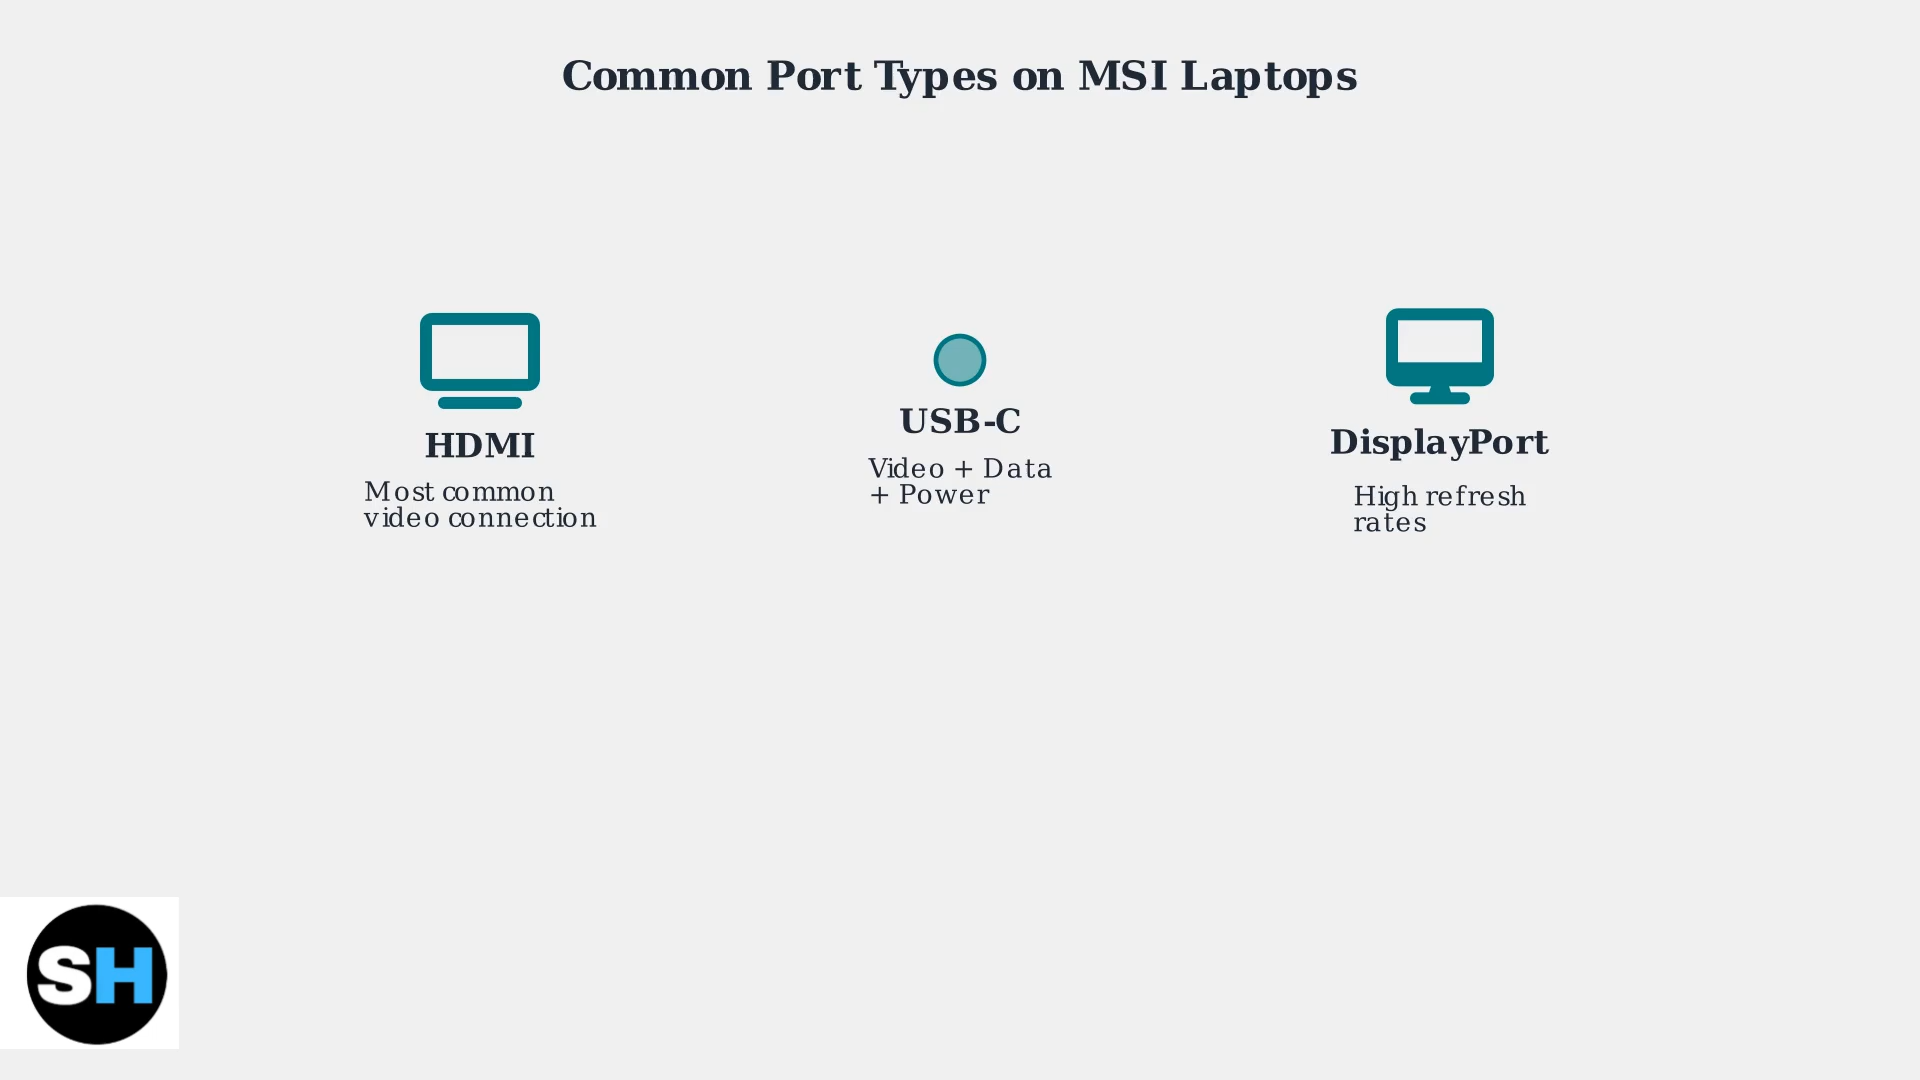 Common Port Types on MSI Laptops
HDMI
Most common
video connection
USB-C
Video + Data
+ Power
DisplayPort
High refresh
rates
SH